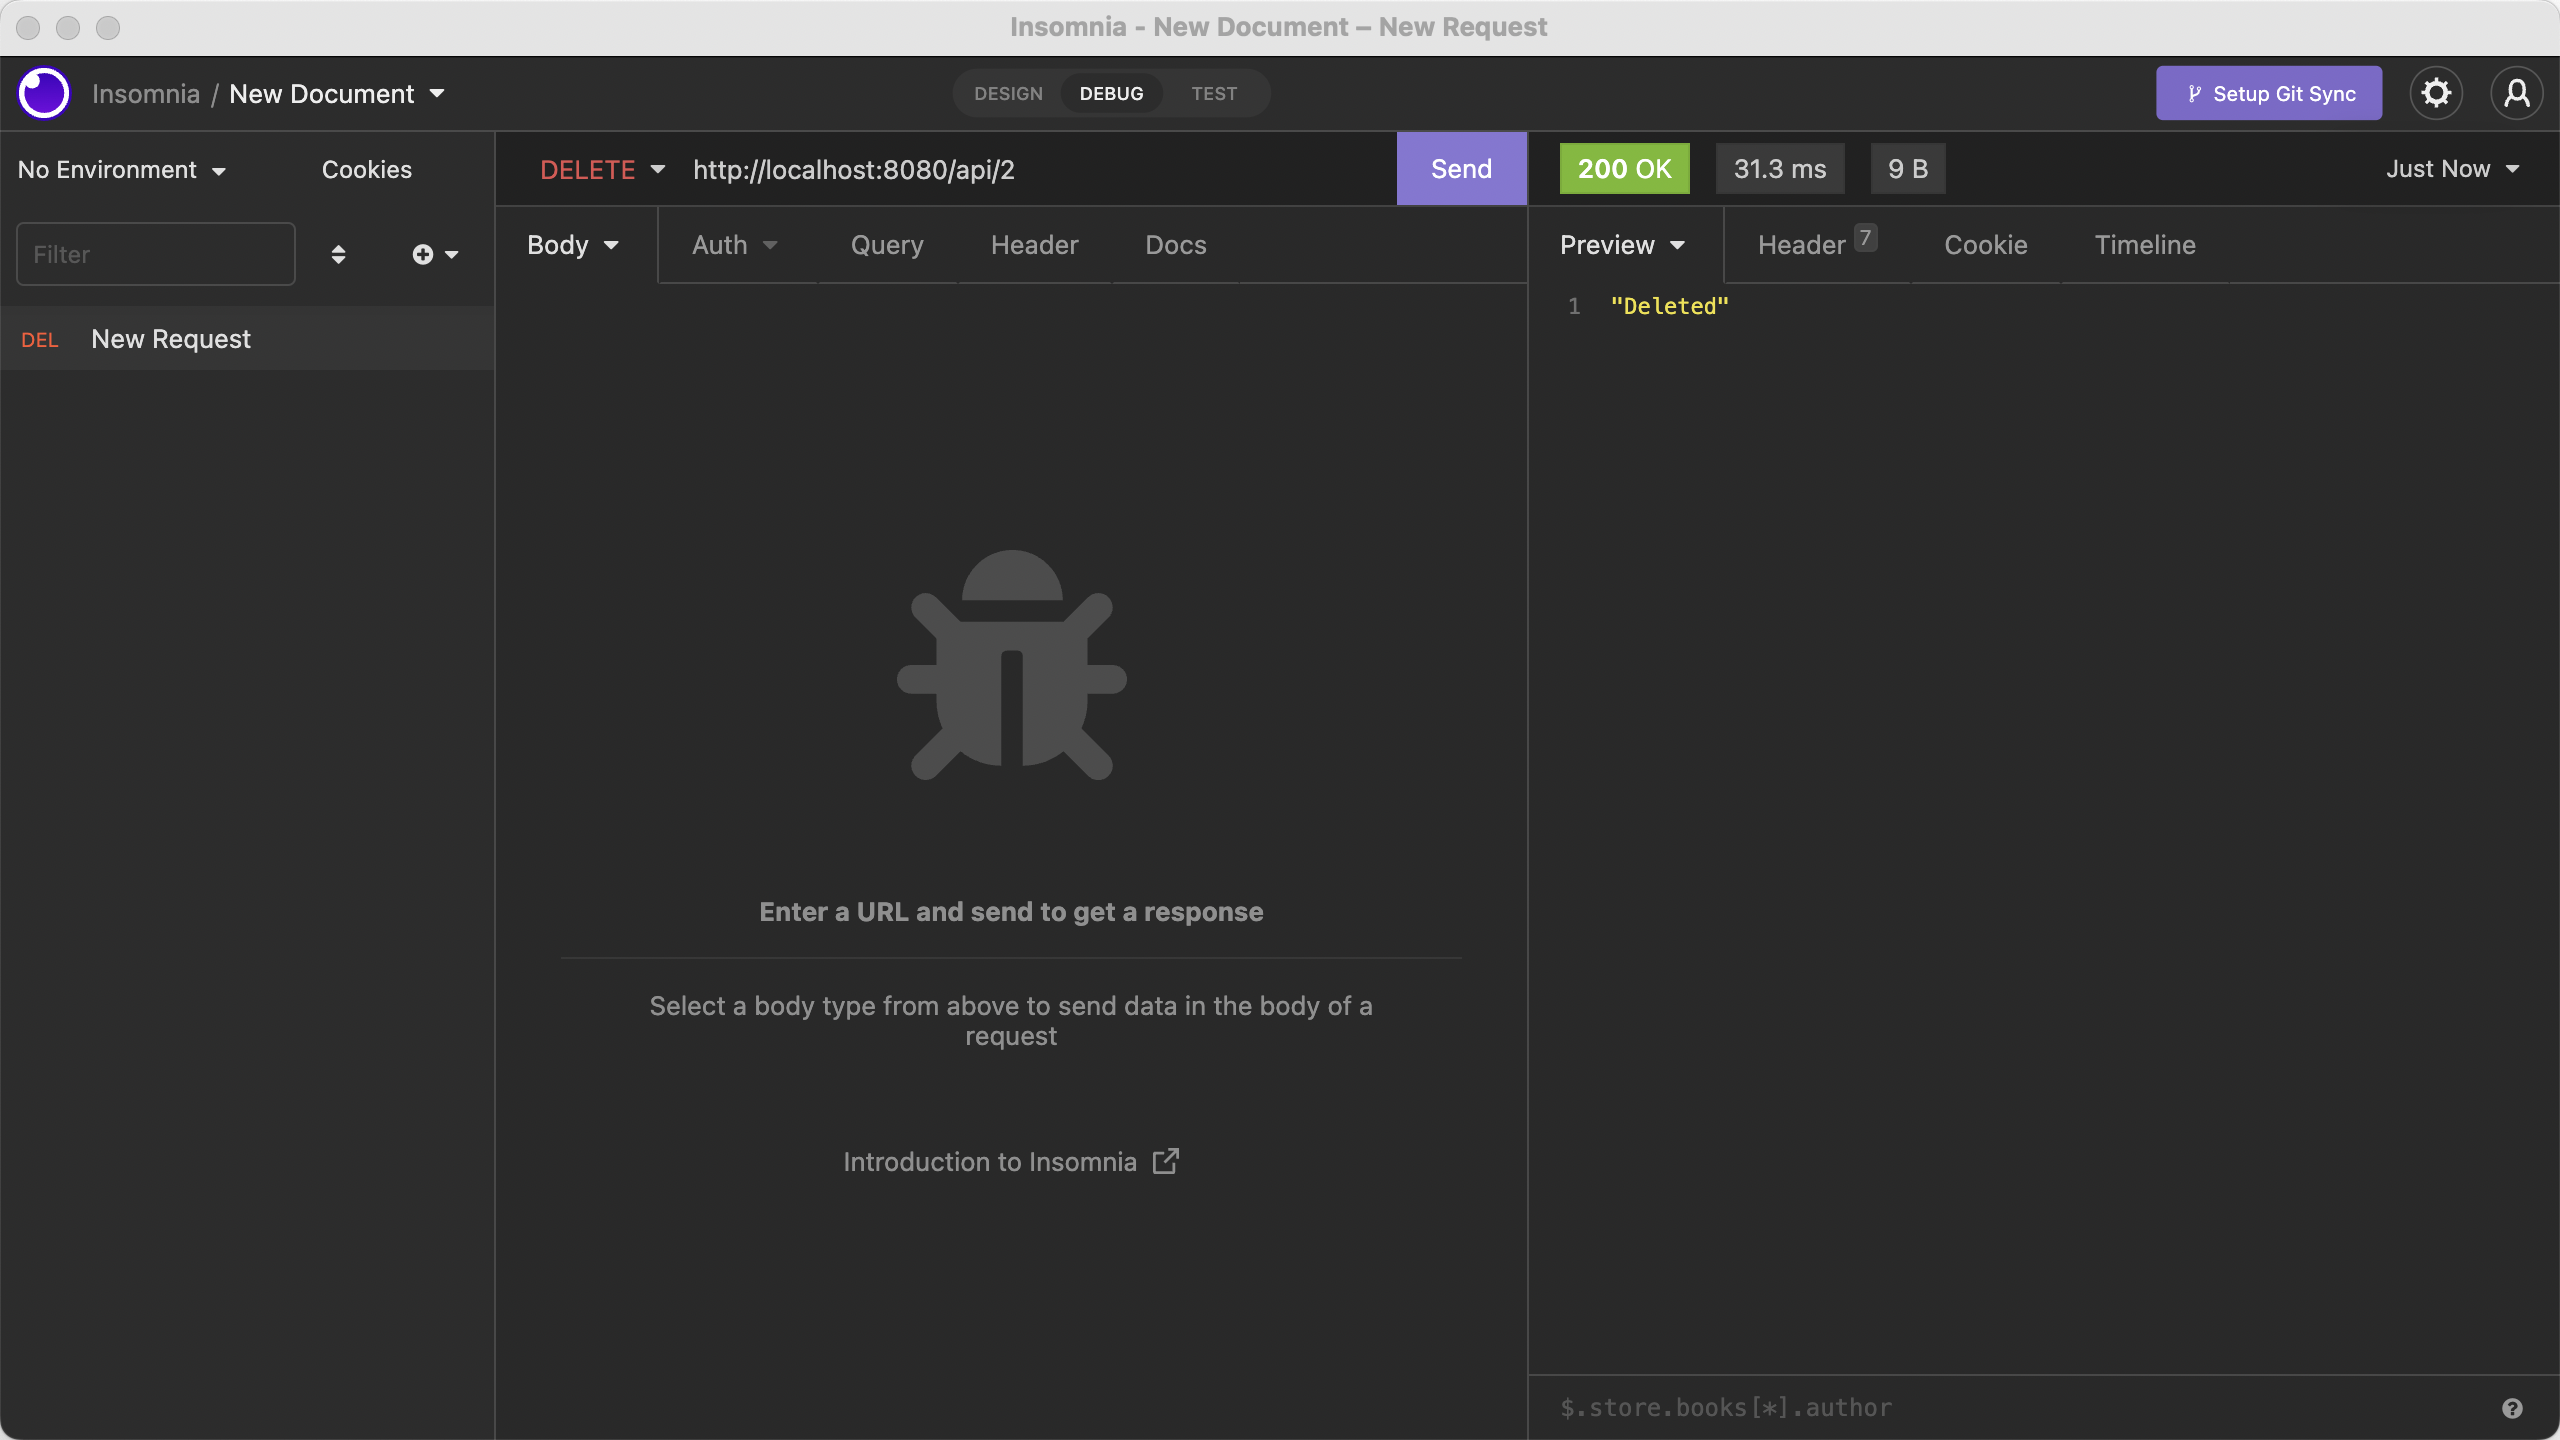 Insomnia - New Document – New Request
Insomnia / New Document
DESIGN DEBUG TEST
Setup Git Sync
No Environment Cookies
DELETE http://localhost:8080/api/2 Send
200 OK 31.3 ms 9 B Just Now
Filter
Body Auth Query Header Docs
Preview Header 7 Cookie Timeline
DEL New Request
1 "Deleted"
Enter a URL and send to get a response
Select a body type from above to send data in the body of a
request
Introduction to Insomnia
$.store.books[*].author